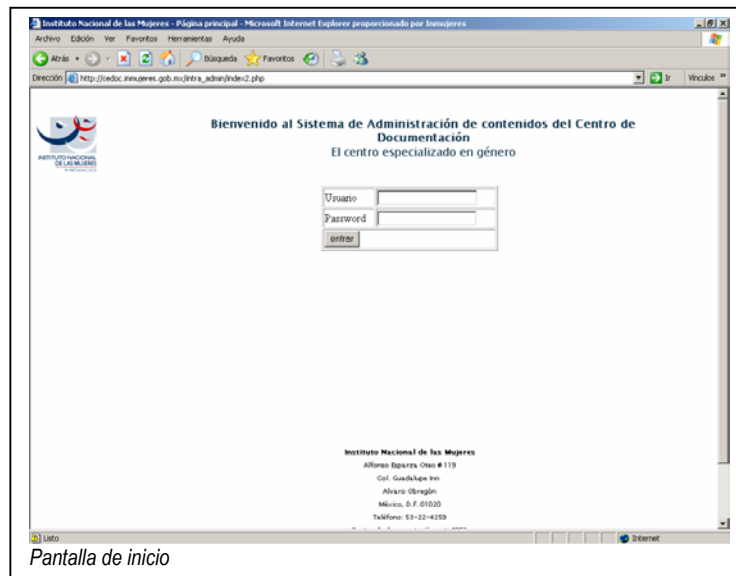 Instituto Nacional de las Mujeres - Página principal - Microsoft Internet Explorer proporcionado por Inmujeres
Archivo Edición Ver Favoritos Herramientas Ayuda
Atrás Búsqueda Favoritos
Dirección http://cedoc.inmujeres.gob.mx/intra_admin/index2.php Ir Vínculos »
INSTITUTO NACIONAL
DE LAS MUJERES
Bienvenido al Sistema de Administración de contenidos del Centro de
Documentación
El centro especializado en género
Usuario
Password
entrar
Instituto Nacional de las Mujeres
Alfonso Esparza Oteo # 119
Col. Guadalupe Inn
Alvaro Obregón
México, D.F. 01020
Teléfono: 53-22-4259
Listo Internet
Pantalla de inicio